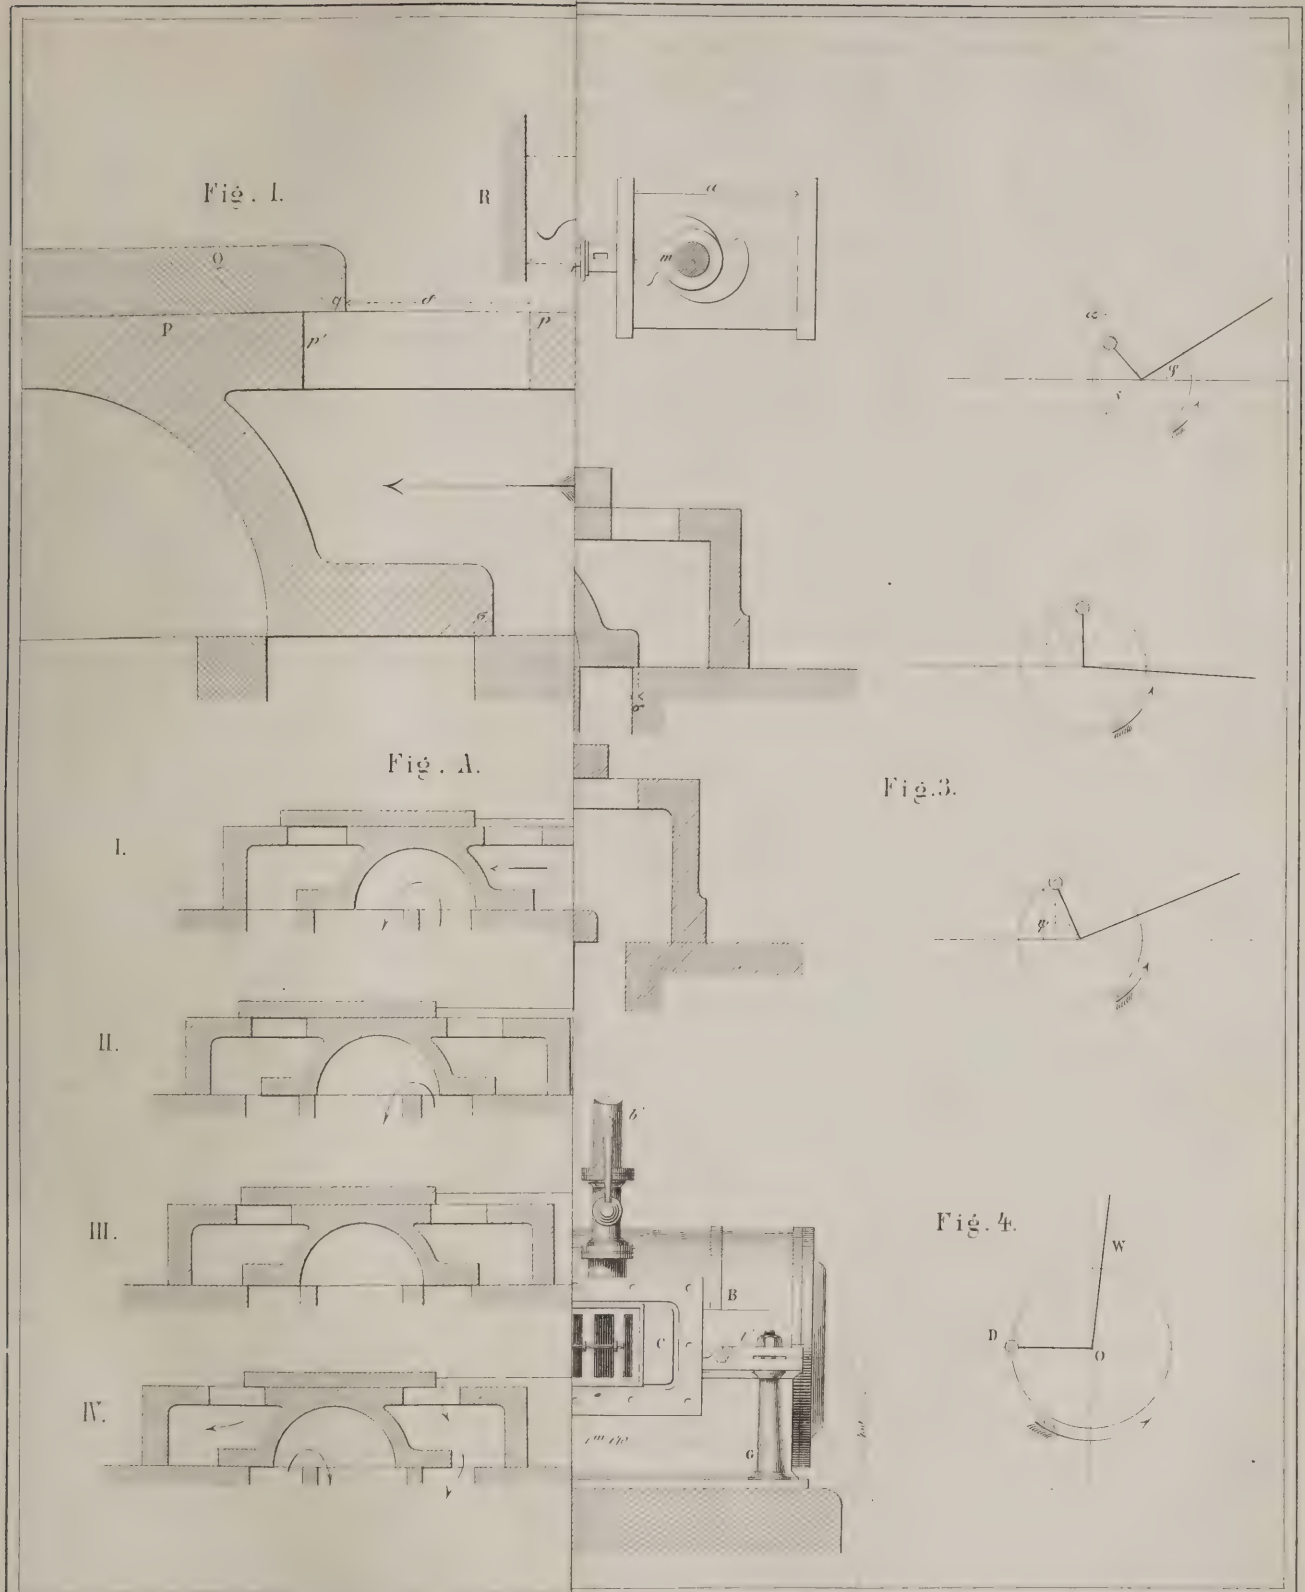 Fig. 1.
R
a
m
Q
q
P
p'
p
φ
σ
σ
Fig. A.
Fig. 3.
I.
II.
b'
III.
Fig. 4.
W
B
D
O
C
IV.
G